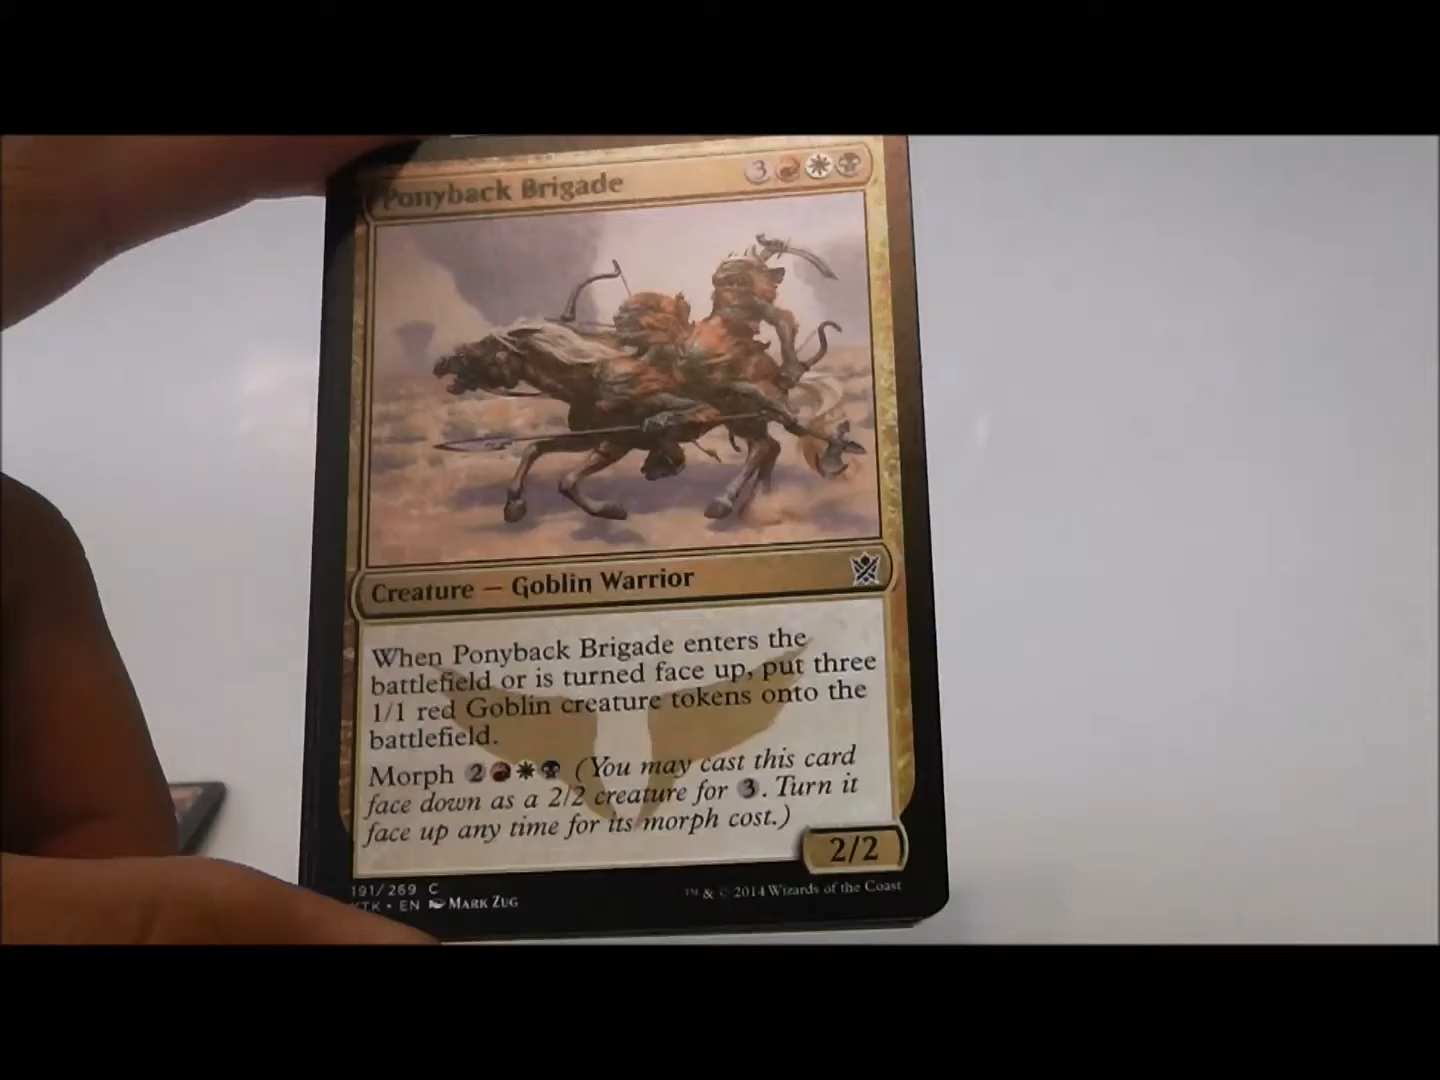 Ponyback Brigade 3
Creature — Goblin Warrior
When Ponyback Brigade enters the
battlefield or is turned face up, put three
1/1 red Goblin creature tokens onto the
battlefield.
Morph 2 (You may cast this card
face down as a 2/2 creature for 3. Turn it
face up any time for its morph cost.)
2/2
191/269 C
KTK • EN MARK ZUG
™ & © 2014 Wizards of the Coast